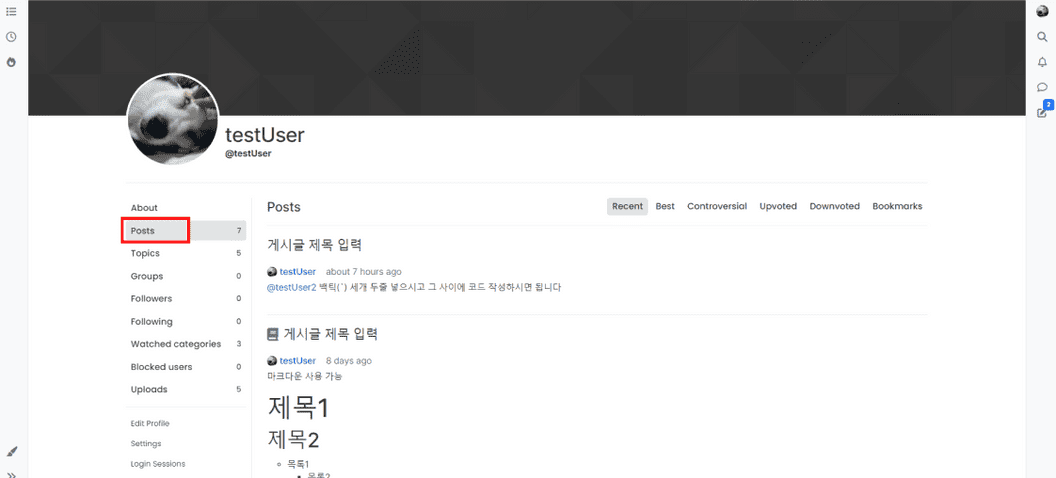 2
testUser
@testUser
About
Posts 7
Topics 5
Groups 0
Followers 0
Following 0
Watched categories 3
Blocked users 0
Uploads 5
Edit Profile
Settings
Login Sessions
Posts
Recent Best Controversial Upvoted Downvoted Bookmarks
게시글 제목 입력
testUser about 7 hours ago
@testUser2 백틱(`) 세개 두줄 넣으시고 그 사이에 코드 작성하시면 됩니다
게시글 제목 입력
testUser 8 days ago
마크다운 사용 가능
제목1
제목2
목록1
목록2